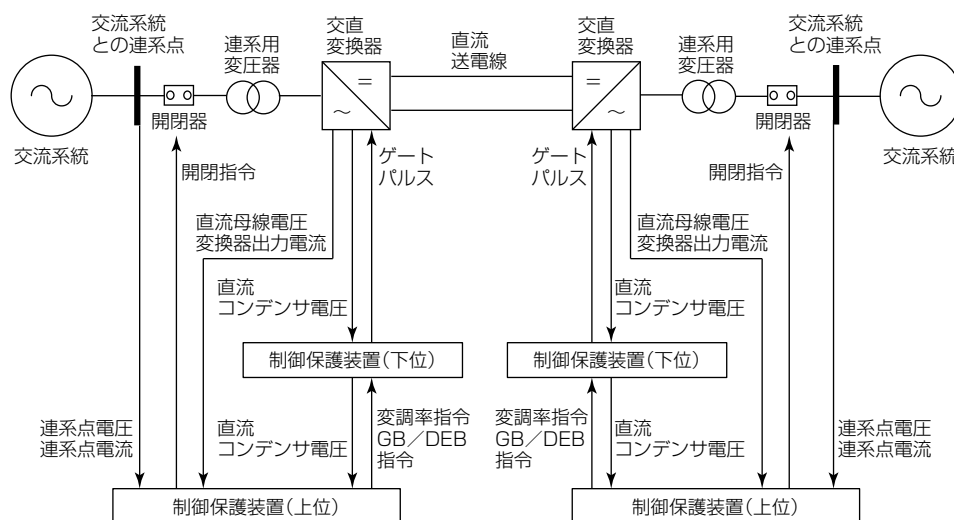 交流系統
との連系点
連系用
変圧器
交直
変換器
直流
送電線
交直
変換器
連系用
変圧器
交流系統
との連系点
=
~
=
~
~
~
開閉器
開閉器
交流系統
交流系統
開閉指令
ゲート
パルス
ゲート
パルス
開閉指令
直流母線電圧
変換器出力電流
直流母線電圧
変換器出力電流
直流
コンデンサ電圧
直流
コンデンサ電圧
制御保護装置(下位)
制御保護装置(下位)
連系点電圧
連系点電流
直流
コンデンサ電圧
変調率指令
GB/DEB
指令
変調率指令
GB/DEB
指令
直流
コンデンサ電圧
連系点電圧
連系点電流
制御保護装置(上位)
制御保護装置(上位)